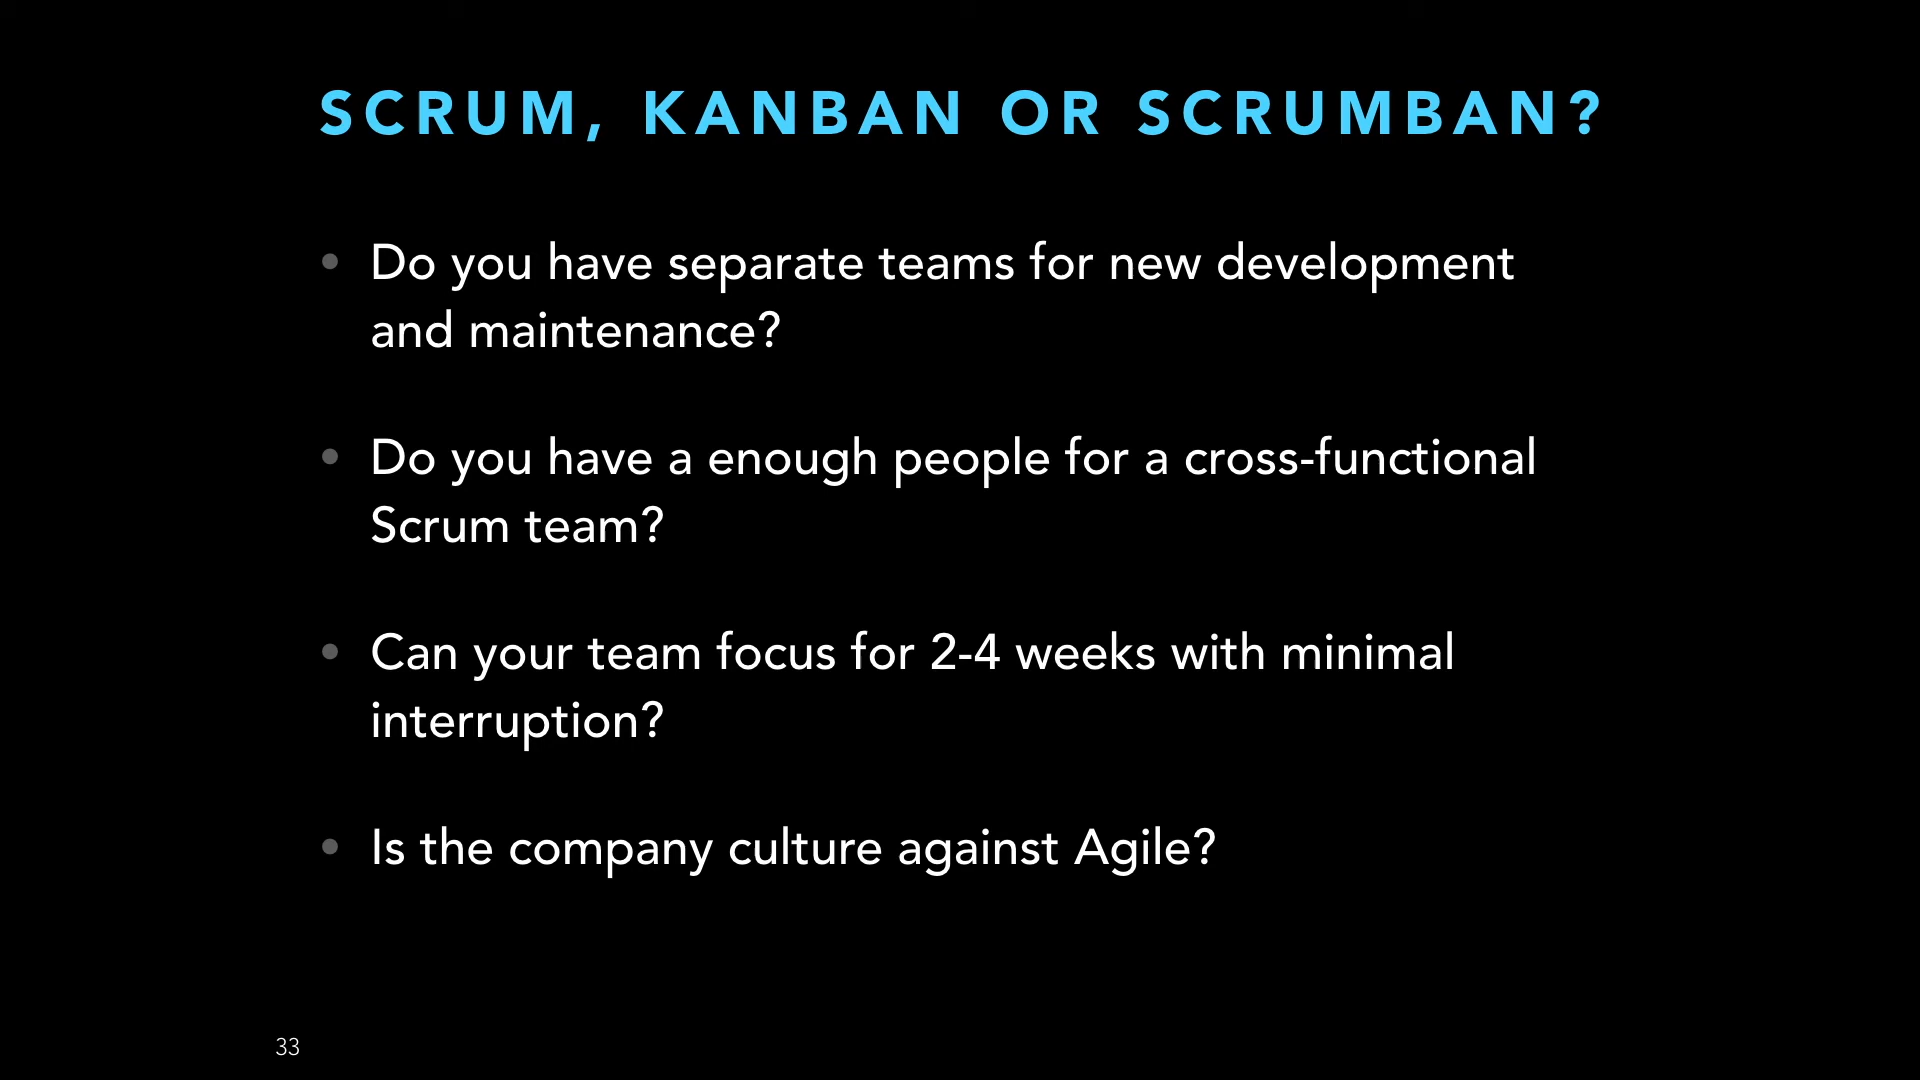 SCRUM, KANBAN OR SCRUMBAN?
• Do you have separate teams for new development
and maintenance?
• Do you have a enough people for a cross-functional
Scrum team?
• Can your team focus for 2-4 weeks with minimal
interruption?
• Is the company culture against Agile?
33